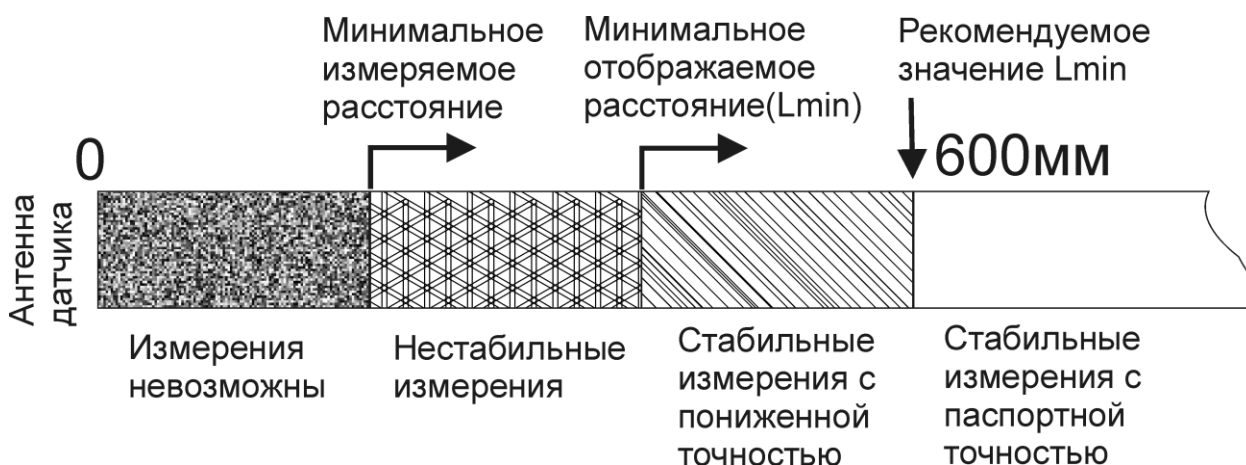 Минимальное
измеряемое
расстояние
Минимальное
отображаемое
расстояние(Lmin)
Рекомендуемое
значение Lmin
0
600мм
Антенна
датчика
Измерения
невозможны
Нестабильные
измерения
Стабильные
измерения с
пониженной
точностью
Стабильные
измерения с
паспортной
точностью